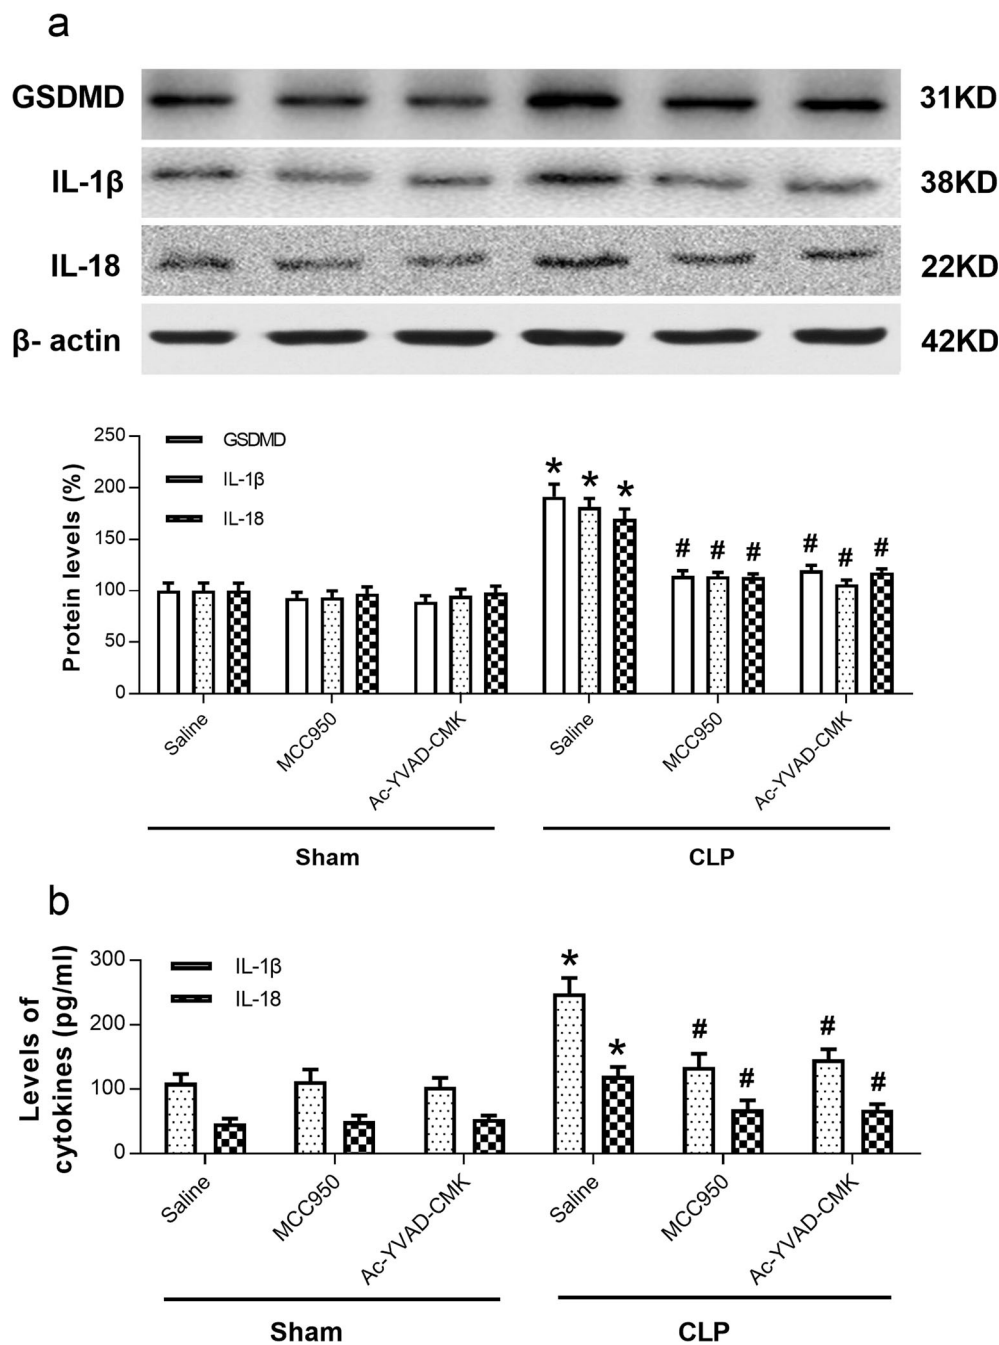 a
GSDMD 31KD
IL-1β 38KD
IL-18 22KD
β- actin 42KD
Protein levels (%)
250
200
150
100
50
0
GSDMD
IL-1β
IL-18
* * *
# # #
# # #
Saline
MCC950
Ac-YVAD-CMK
Saline
MCC950
Ac-YVAD-CMK
Sham
CLP
b
Levels of
cytokines (pg/ml)
300
200
100
0
IL-1β
IL-18
* *
# #
# #
Saline
MCC950
Ac-YVAD-CMK
Saline
MCC950
Ac-YVAD-CMK
Sham
CLP